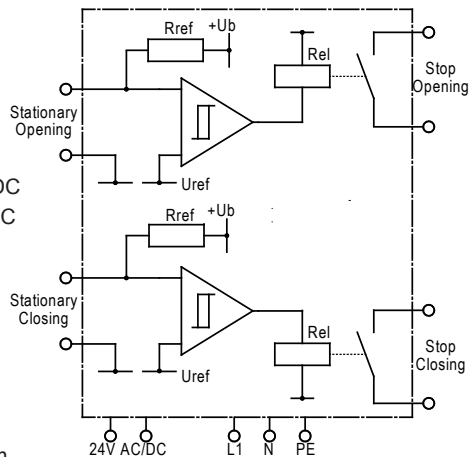 Rref
+Ub
Rel
Stop
Opening
Stationary
Opening
Uref
DC
C
Rref
+Ub
Stationary
Closing
Rel
Stop
Closing
Uref
24V AC/DC
L1
N
PE